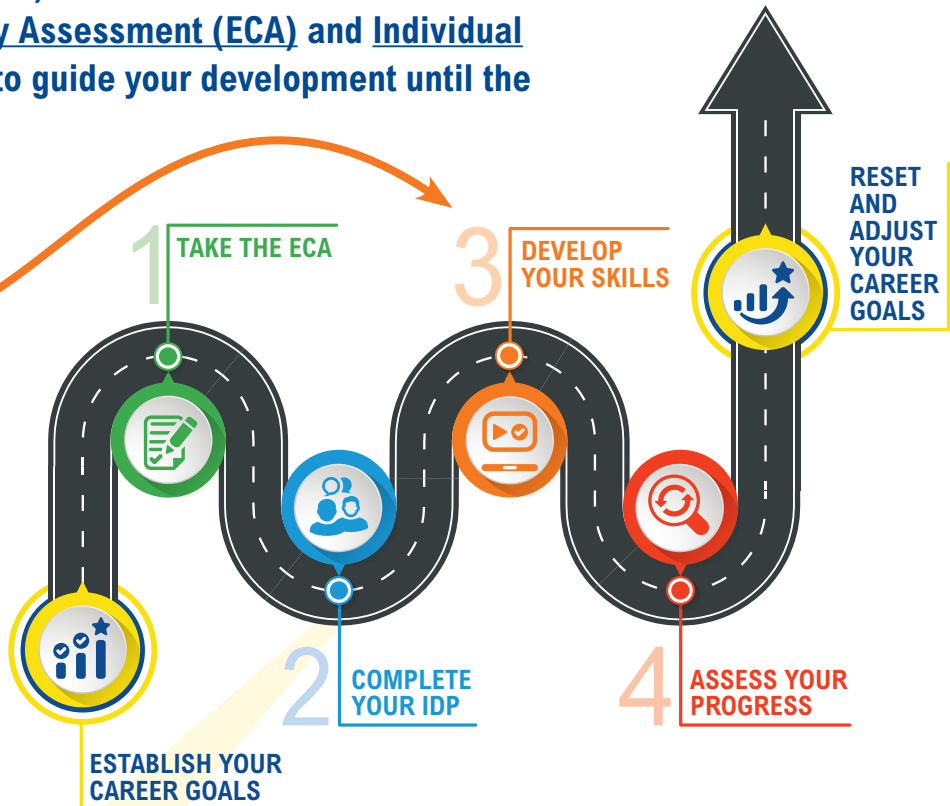 y Assessment (ECA) and Individual
to guide your development until the
1
TAKE THE ECA
3
DEVELOP
YOUR SKILLS
RESET
AND
ADJUST
YOUR
CAREER
GOALS
2
COMPLETE
YOUR IDP
4
ASSESS YOUR
PROGRESS
ESTABLISH YOUR
CAREER GOALS